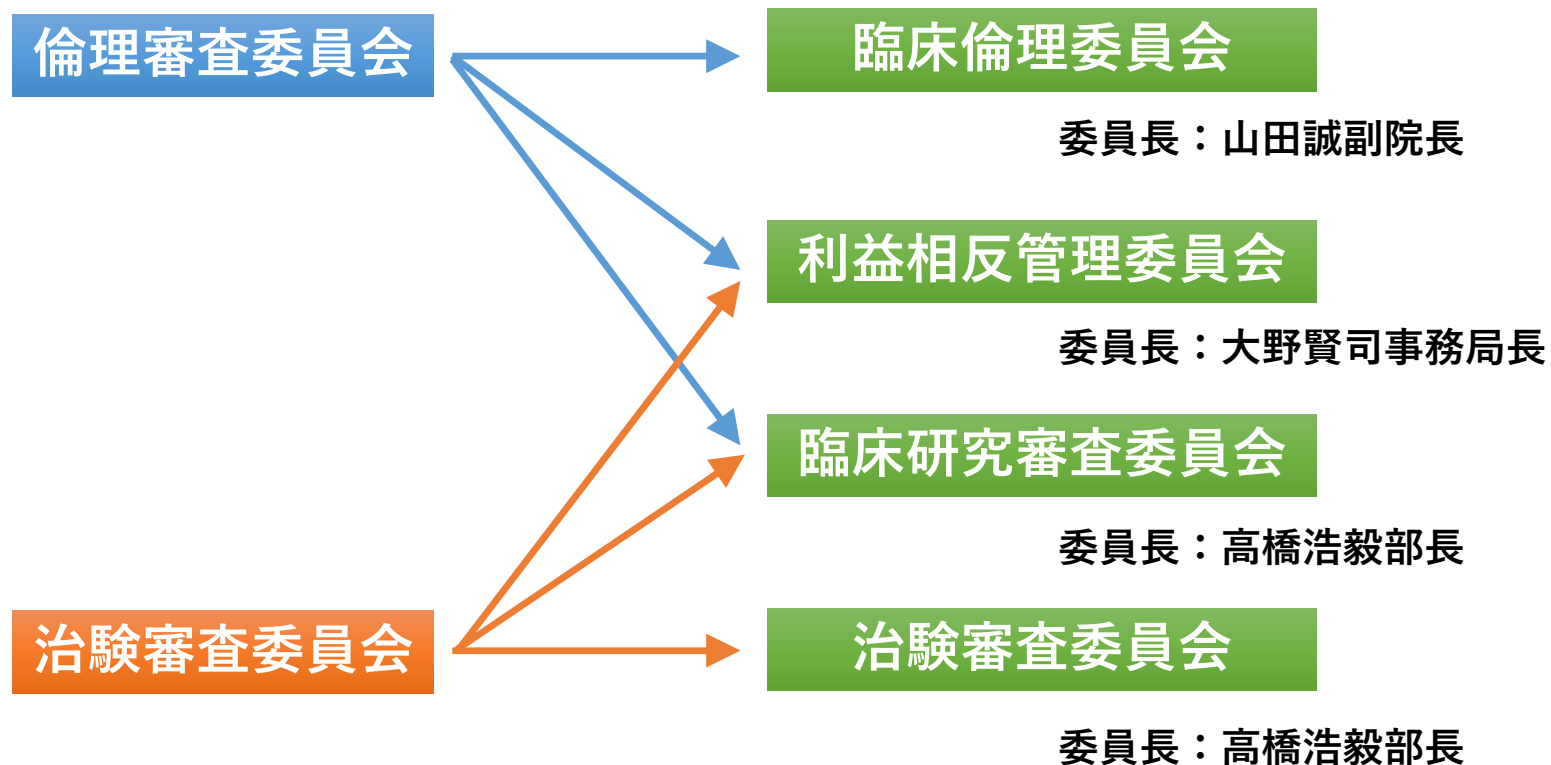 倫理審査委員会
臨床倫理委員会
委員長：山田誠副院長
利益相反管理委員会
委員長：大野賢司事務局長
臨床研究審査委員会
委員長：高橋浩毅部長
治験審査委員会
治験審査委員会
委員長：高橋浩毅部長